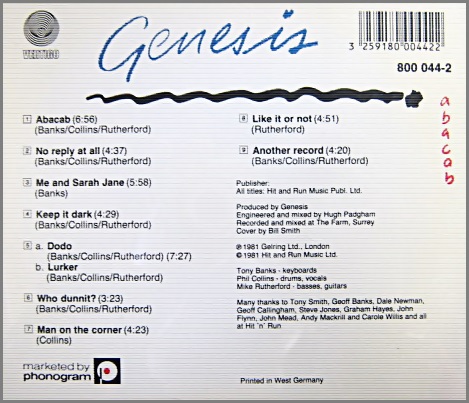 VERTIGO
Genesis
3 259180 004422
800 044-2
abacab
1 Abacab (6:56)
(Banks/Collins/Rutherford)
2 No reply at all (4:37)
(Banks/Collins/Rutherford)
3 Me and Sarah Jane (5:58)
(Banks)
4 Keep it dark (4:29)
(Banks/Collins/Rutherford)
5 a. Dodo
(Banks/Collins/Rutherford) (7:27)
b. Lurker
(Banks/Collins/Rutherford)
6 Who dunnit? (3:23)
(Banks/Collins/Rutherford)
7 Man on the corner (4:23)
(Collins)
8 Like it or not (4:51)
(Rutherford)
9 Another record (4:20)
(Banks/Collins/Rutherford)
Publisher:
All titles: Hit and Run Music Publ. Ltd.
Produced by Genesis
Engineered and mixed by Hugh Padgham
Recorded and mixed at The Farm, Surrey
Cover by Bill Smith
℗ 1981 Gelring Ltd., London
© 1981 Hit and Run Music Ltd.
Tony Banks - keyboards
Phil Collins - drums, vocals
Mike Rutherford - basses, guitars
Many thanks to Tony Smith, Geoff Banks, Dale Newman,
Geoff Callingham, Steve Jones, Graham Hayes, John
Flynn, John Mead, Andy Mackrill and Carole Willis and all
at Hit 'n' Run
marketed by
phonogram
Printed in West Germany